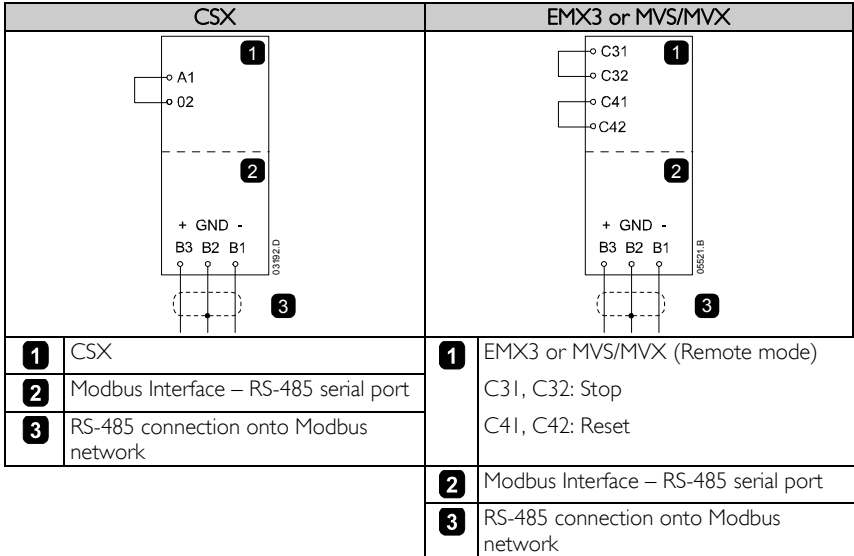 CSX
EMX3 or MVS/MVX
1
A1
02
2
+ GND -
B3 B2 B1
03192.D
3
C31
1
C32
C41
C42
2
+ GND -
B3 B2 B1
05521.B
3
1 CSX
2 Modbus Interface – RS-485 serial port
3 RS-485 connection onto Modbus
network
1 EMX3 or MVS/MVX (Remote mode)
C31, C32: Stop
C41, C42: Reset
2 Modbus Interface – RS-485 serial port
3 RS-485 connection onto Modbus
network